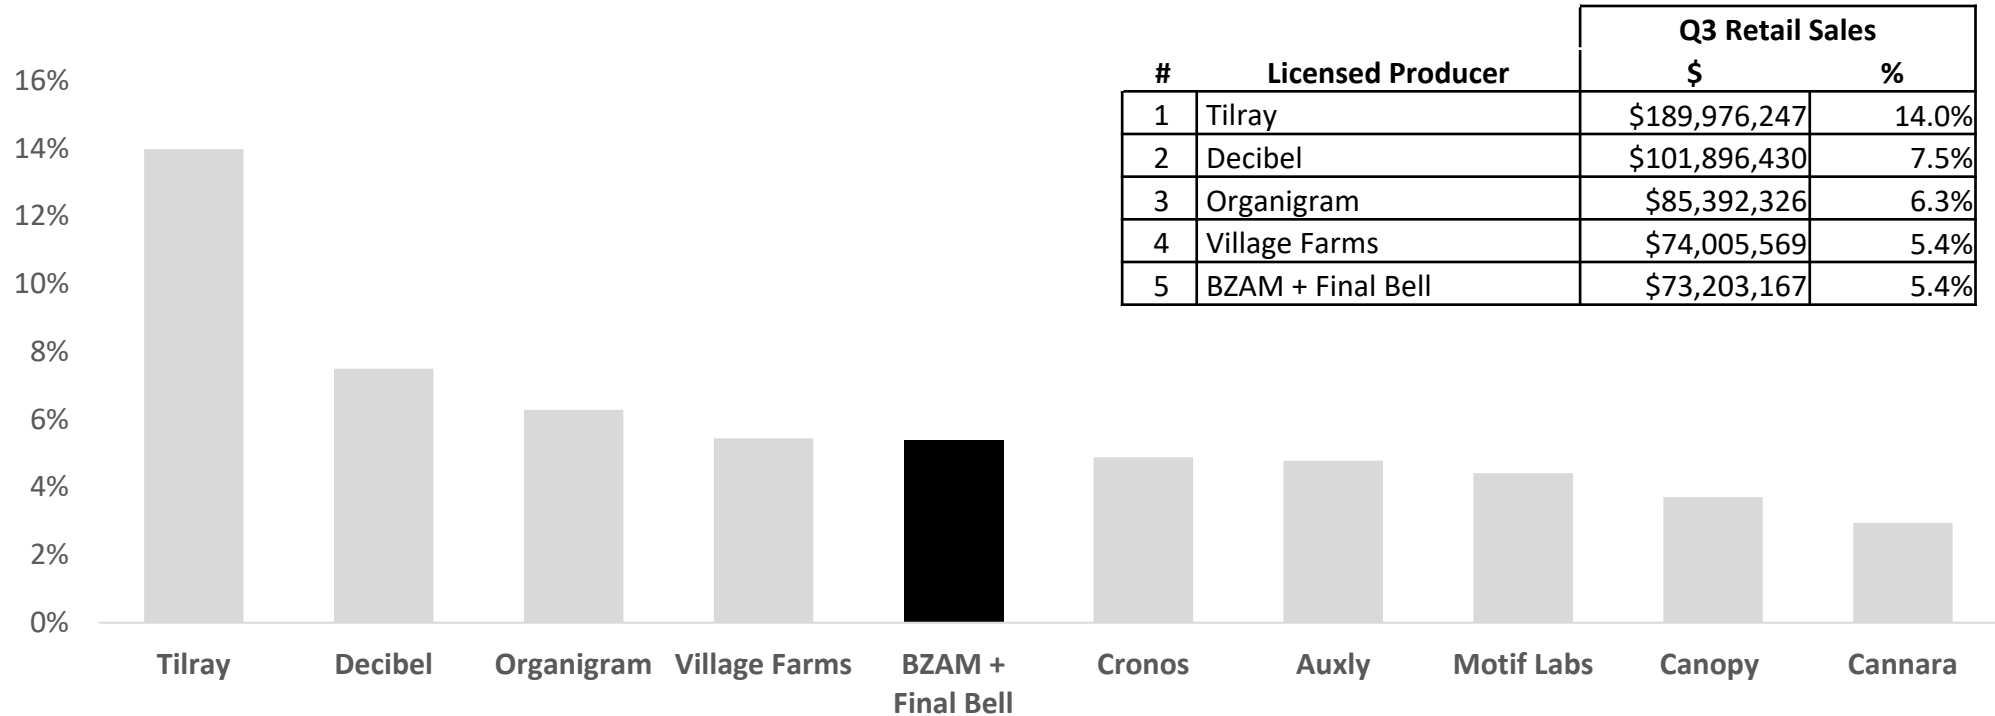 Q3 Retail Sales
# Licensed Producer $ %
1 Tilray $189,976,247 14.0%
2 Decibel $101,896,430 7.5%
3 Organigram $85,392,326 6.3%
4 Village Farms $74,005,569 5.4%
5 BZAM + Final Bell $73,203,167 5.4%
16%
14%
12%
10%
8%
6%
4%
2%
0%
Tilray Decibel Organigram Village Farms BZAM + Cronos Auxly Motif Labs Canopy Cannara
Final Bell